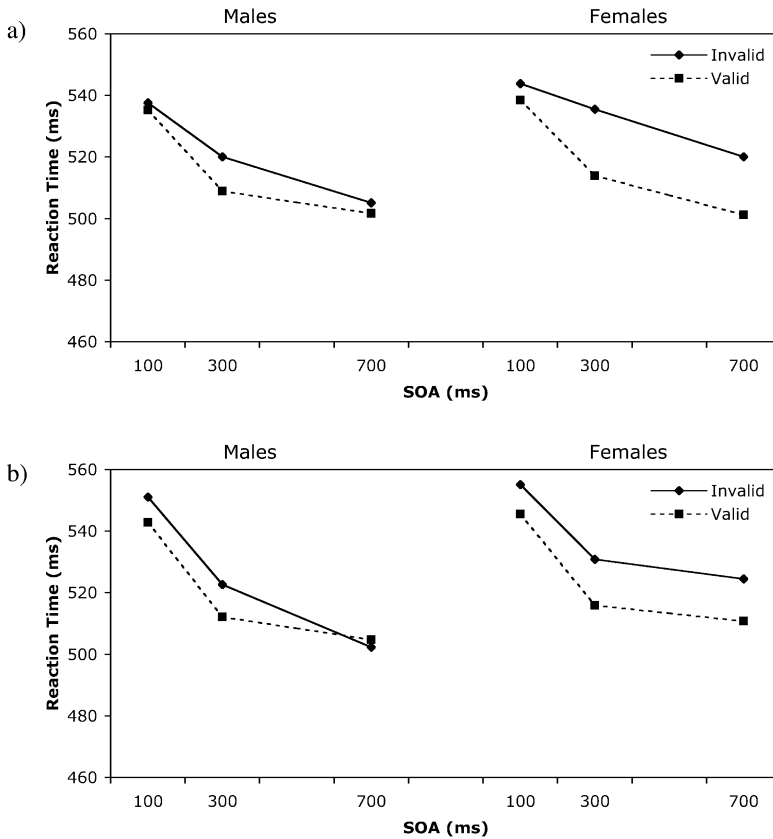 a)
Males Females
Reaction Time (ms)
560
540
520
500
480
460
Invalid
Valid
100 300 700 100 300 700
SOA (ms)
b)
Males Females
Reaction Time (ms)
560
540
520
500
480
460
Invalid
Valid
100 300 700 100 300 700
SOA (ms)